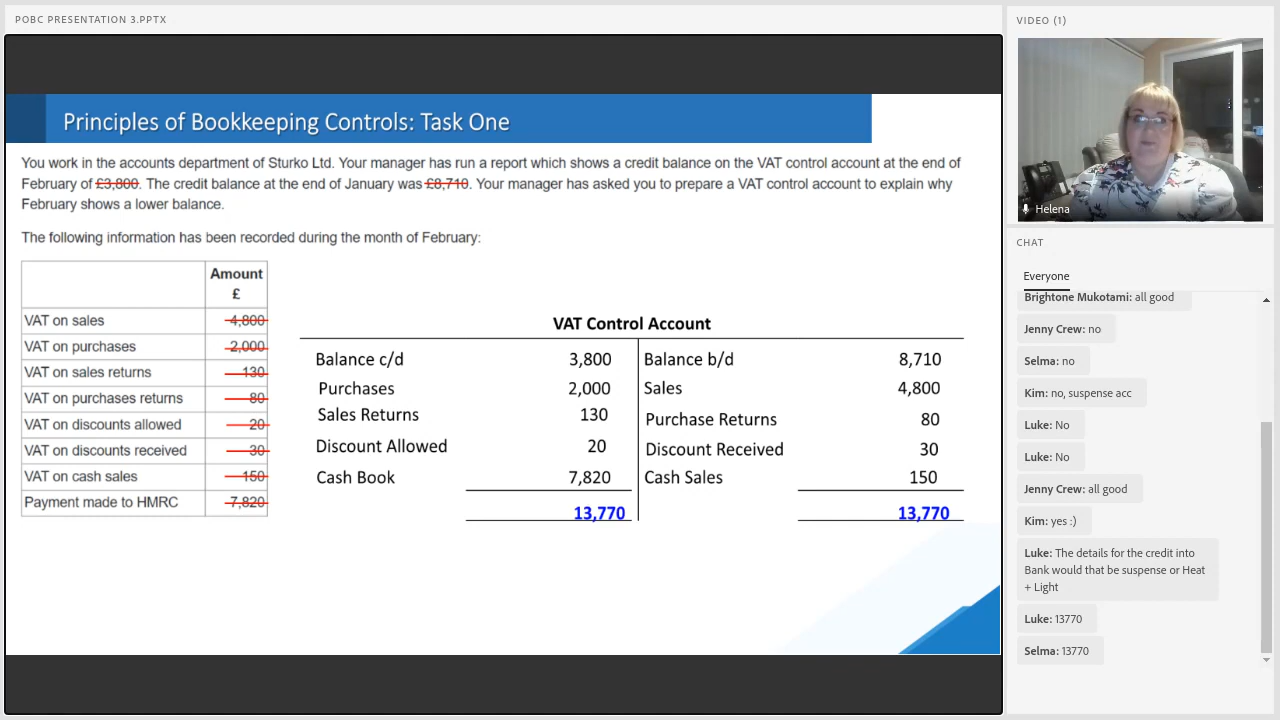 POBC PRESENTATION 3.PPTX
Principles of Bookkeeping Controls: Task One
You work in the accounts department of Sturko Ltd. Your manager has run a report which shows a credit balance on the VAT control account at the end of
February of £3,800. The credit balance at the end of January was £8,710. Your manager has asked you to prepare a VAT control account to explain why
February shows a lower balance.
The following information has been recorded during the month of February:
Amount
£
VAT on sales 4,800
VAT on purchases 2,000
VAT on sales returns 130
VAT on purchases returns 80
VAT on discounts allowed 20
VAT on discounts received 30
VAT on cash sales 150
Payment made to HMRC 7,820
VAT Control Account
Balance c/d 3,800 Balance b/d 8,710
Purchases 2,000 Sales 4,800
Sales Returns 130 Purchase Returns 80
Discount Allowed 20 Discount Received 30
Cash Book 7,820 Cash Sales 150
13,770 13,770
VIDEO (1)
Helena
CHAT
Everyone
Brightone Mukotami: all good
Jenny Crew: no
Selma: no
Kim: no, suspense acc
Luke: No
Luke: No
Jenny Crew: all good
Kim: yes :)
Luke: The details for the credit into
Bank would that be suspense or Heat
+ Light
Luke: 13770
Selma: 13770